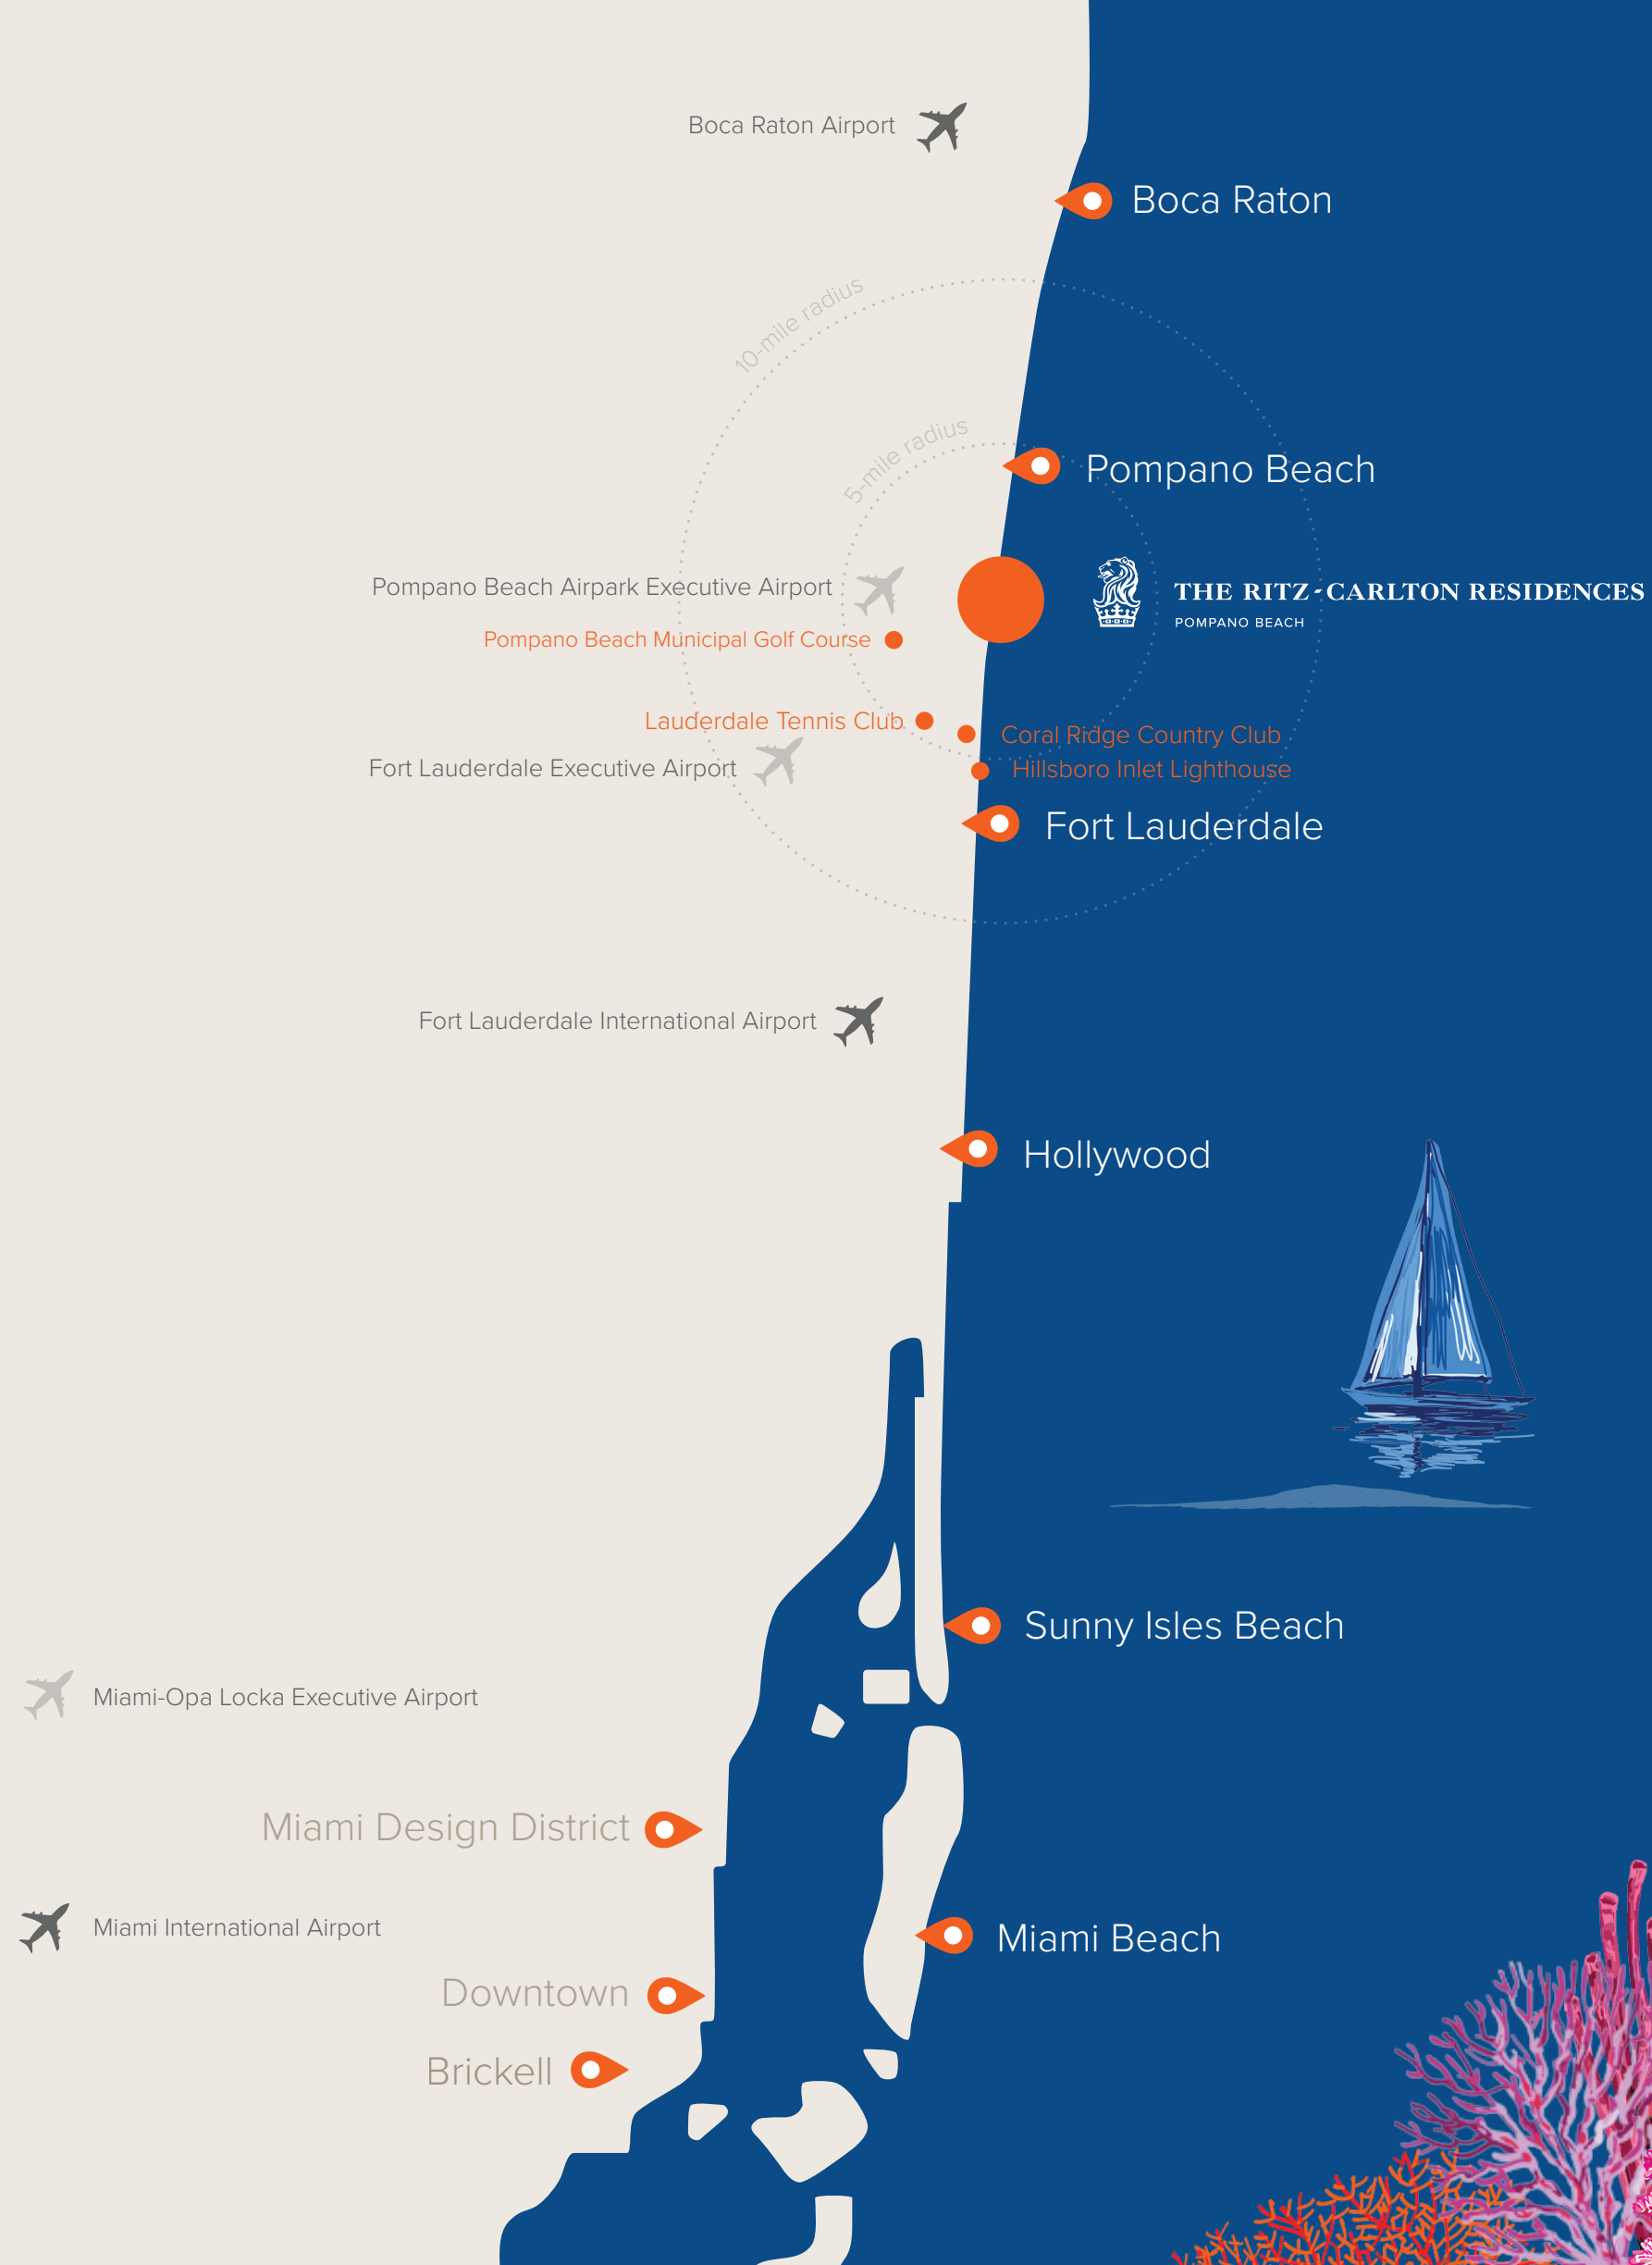 Boca Raton Airport
Boca Raton
10-mile radius
5-mile radius
Pompano Beach
Pompano Beach Airpark Executive Airport
THE RITZ-CARLTON RESIDENCES
POMPANO BEACH
Pompano Beach Municipal Golf Course
Lauderdale Tennis Club
Coral Ridge Country Club
Fort Lauderdale Executive Airport
Hillsboro Inlet Lighthouse
Fort Lauderdale
Fort Lauderdale International Airport
Hollywood
Sunny Isles Beach
Miami-Opa Locka Executive Airport
Miami Design District
Miami International Airport
Miami Beach
Downtown
Brickell